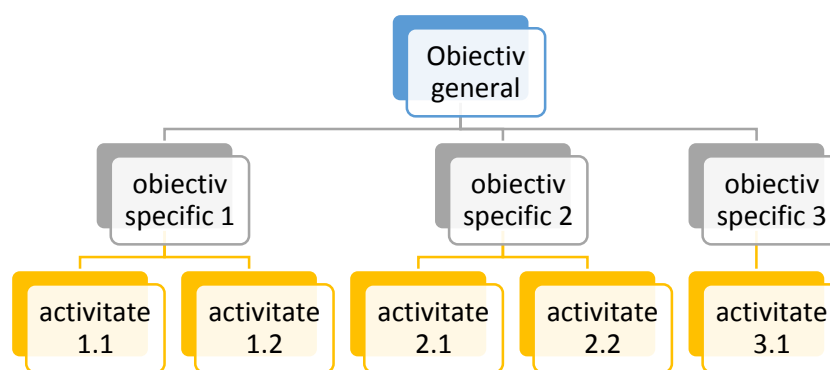 Obiectiv
general
obiectiv
specific 1
obiectiv
specific 2
obiectiv
specific 3
activitate
1.1
activitate
1.2
activitate
2.1
activitate
2.2
activitate
3.1